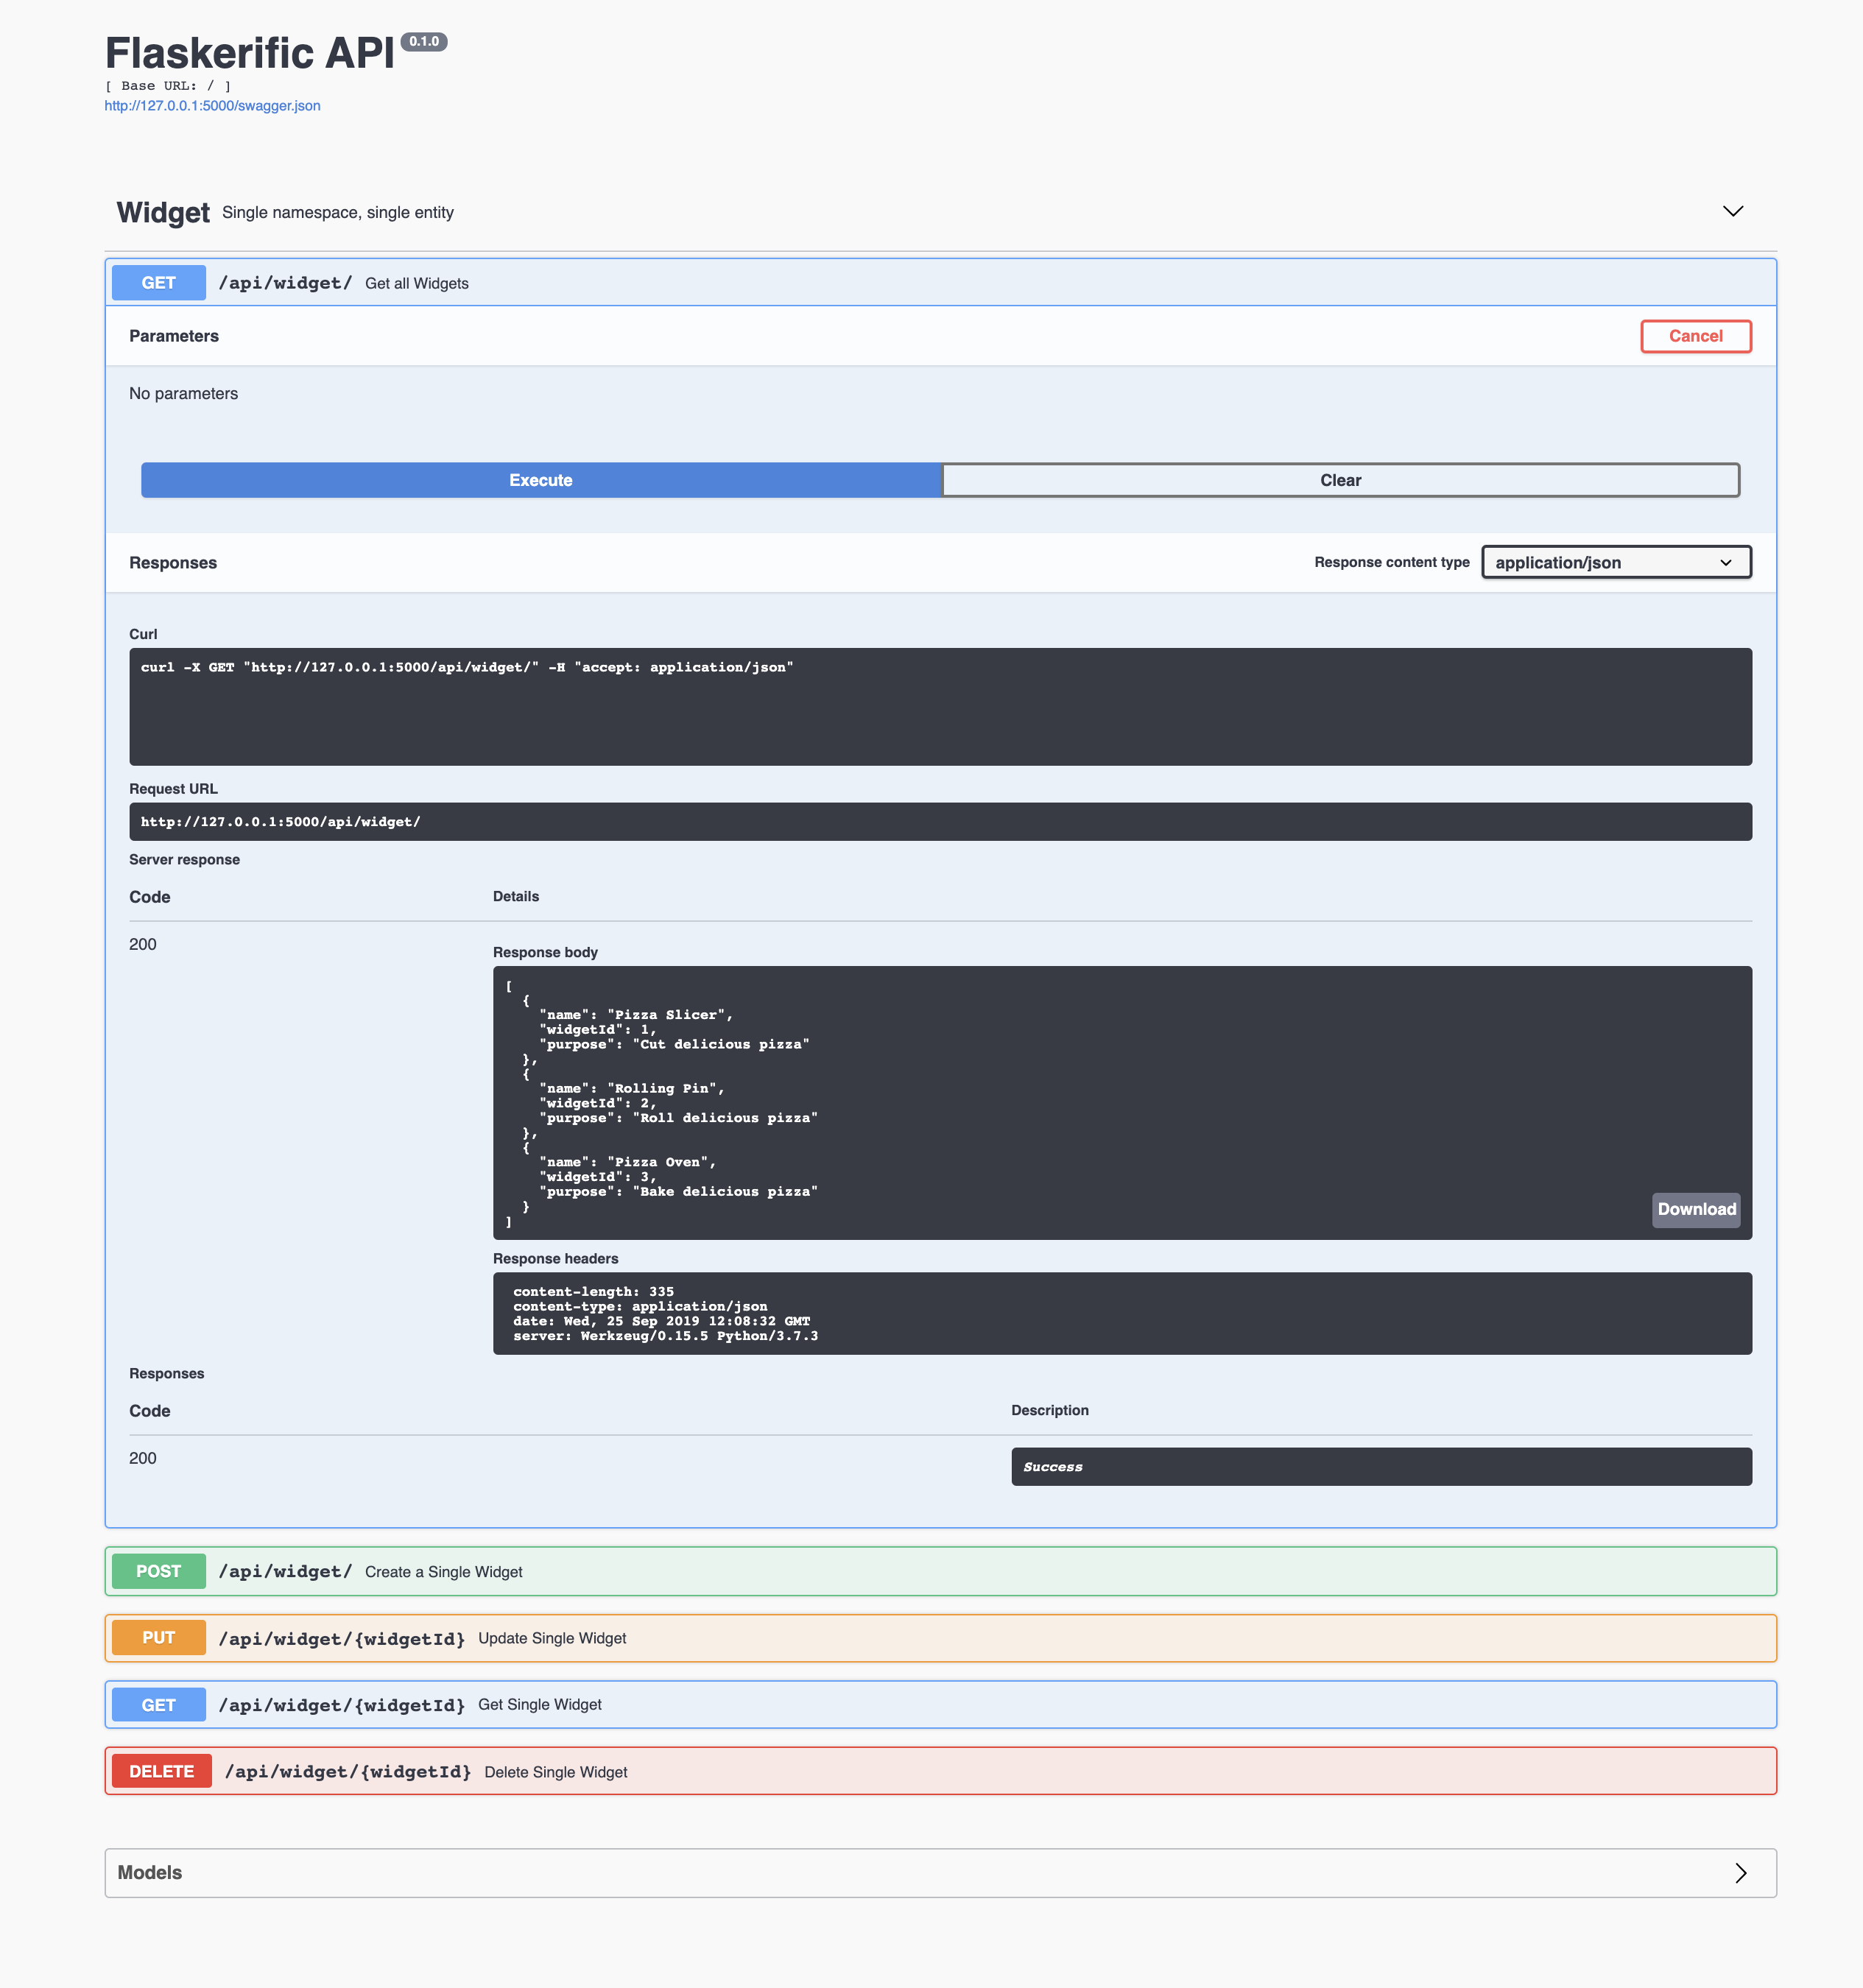 Flaskerific API 0.1.0
[ Base URL: / ]
http://127.0.0.1:5000/swagger.json
Widget Single namespace, single entity
GET /api/widget/ Get all Widgets
Parameters Cancel
No parameters
Execute Clear
Responses Response content type application/json
Curl
curl -X GET "http://127.0.0.1:5000/api/widget/" -H "accept: application/json"
Request URL
http://127.0.0.1:5000/api/widget/
Server response
Code Details
200
Response body
[
  {
    "name": "Pizza Slicer",
    "widgetId": 1,
    "purpose": "Cut delicious pizza"
  },
  {
    "name": "Rolling Pin",
    "widgetId": 2,
    "purpose": "Roll delicious pizza"
  },
  {
    "name": "Pizza Oven",
    "widgetId": 3,
    "purpose": "Bake delicious pizza"
  }
]
Download
Response headers
content-length: 335
content-type: application/json
date: Wed, 25 Sep 2019 12:08:32 GMT
server: Werkzeug/0.15.5 Python/3.7.3
Responses
Code Description
200 Success
POST /api/widget/ Create a Single Widget
PUT /api/widget/{widgetId} Update Single Widget
GET /api/widget/{widgetId} Get Single Widget
DELETE /api/widget/{widgetId} Delete Single Widget
Models